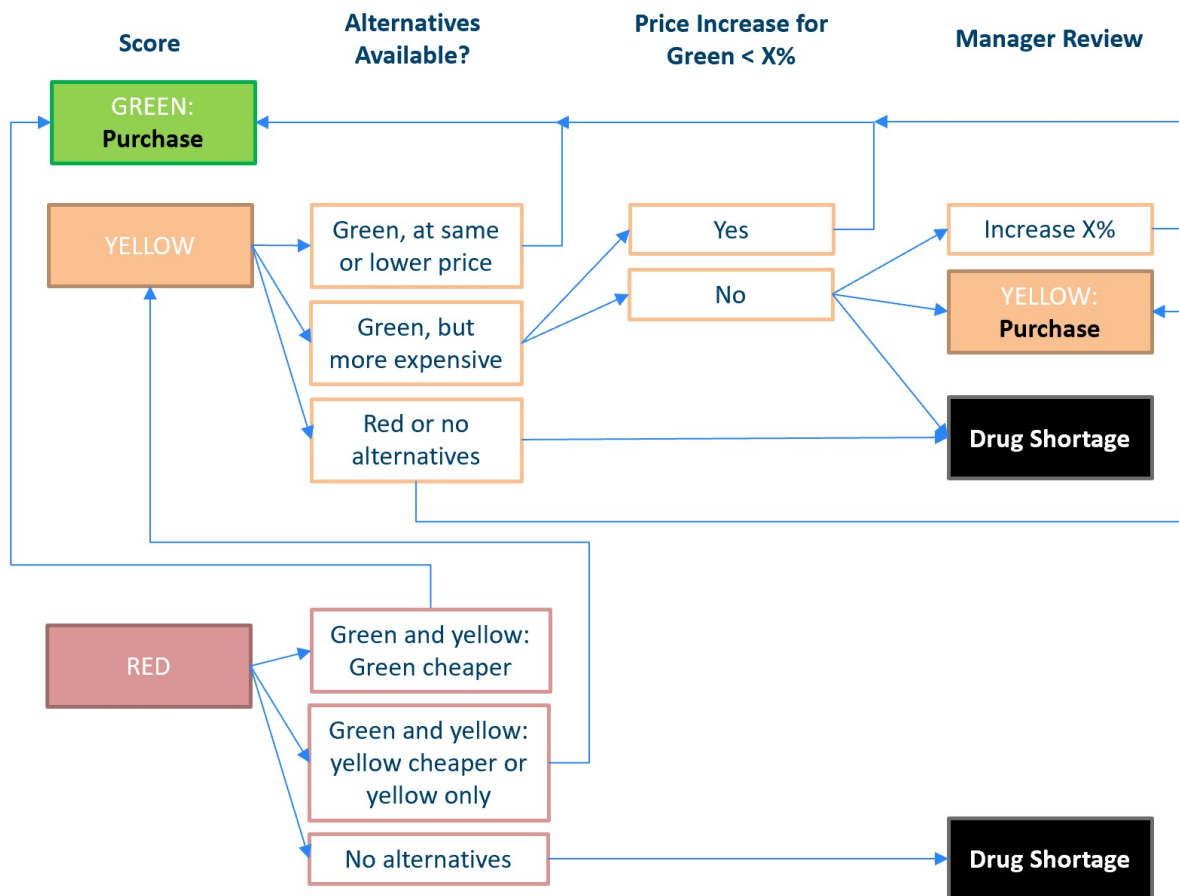 Score
Alternatives
Available?
Price Increase for
Green < X%
Manager Review
GREEN:
Purchase
YELLOW
Green, at same
or lower price
Yes
Increase X%
No
YELLOW:
Purchase
Green, but
more expensive
Red or no
alternatives
Drug Shortage
RED
Green and yellow:
Green cheaper
Green and yellow:
yellow cheaper or
yellow only
No alternatives
Drug Shortage